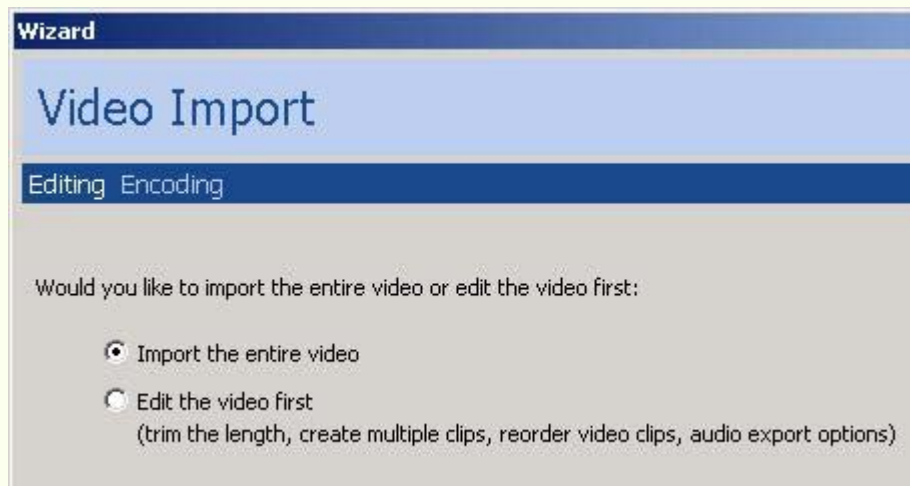 Wizard
Video Import
Editing Encoding
Would you like to import the entire video or edit the video first:
Import the entire video
Edit the video first
(trim the length, create multiple clips, reorder video clips, audio export options)